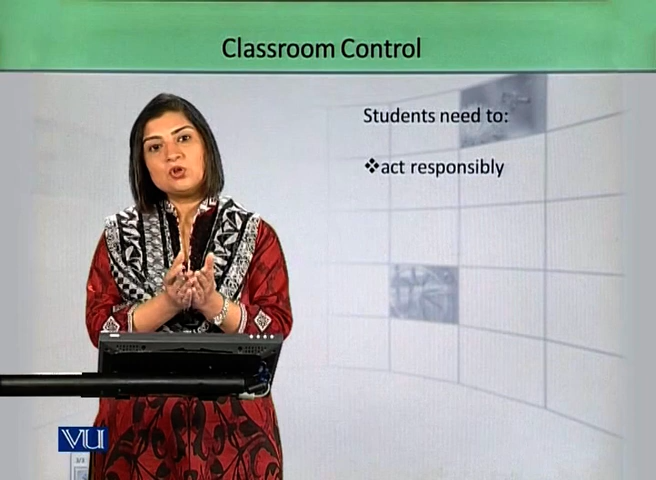 Classroom Control
Students need to:
❖act responsibly
VU